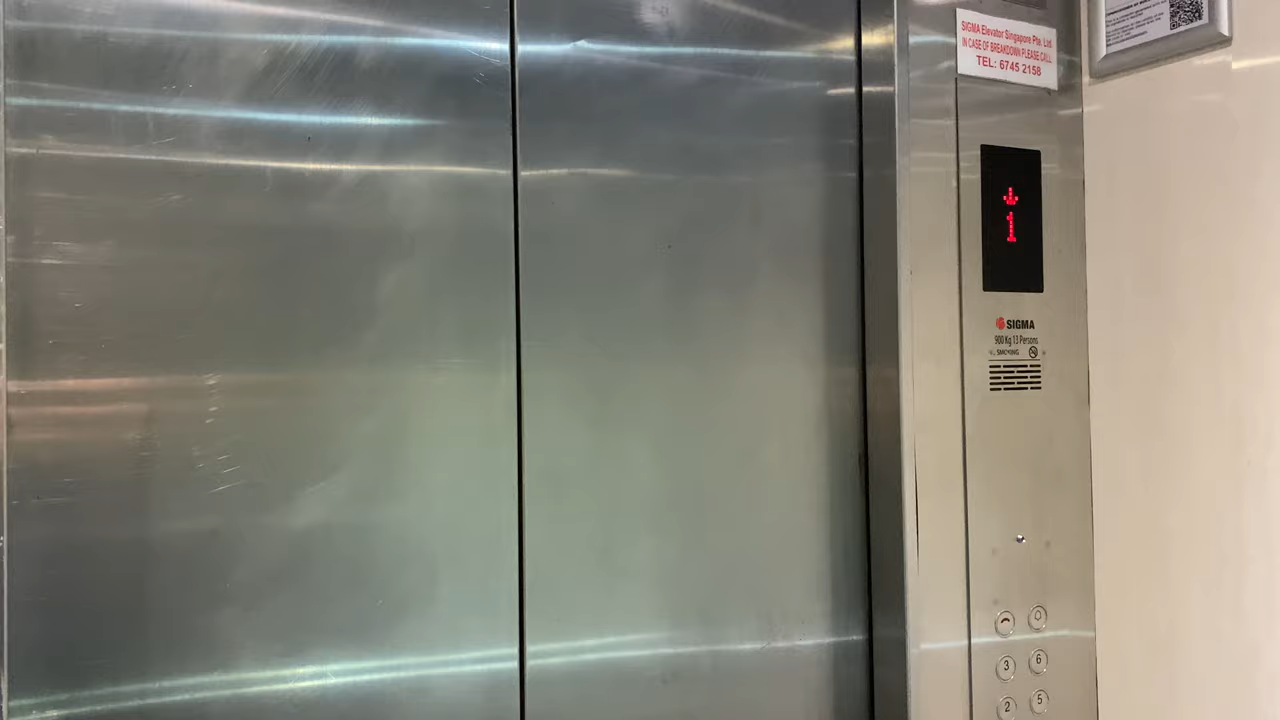 SIGMA Elevator Singapore Pte. Ltd
IN CASE OF BREAKDOWN PLEASE CALL
TEL: 6745 2158
1
SIGMA
900 Kg 13 Persons
SMOKING
3
6
2
5